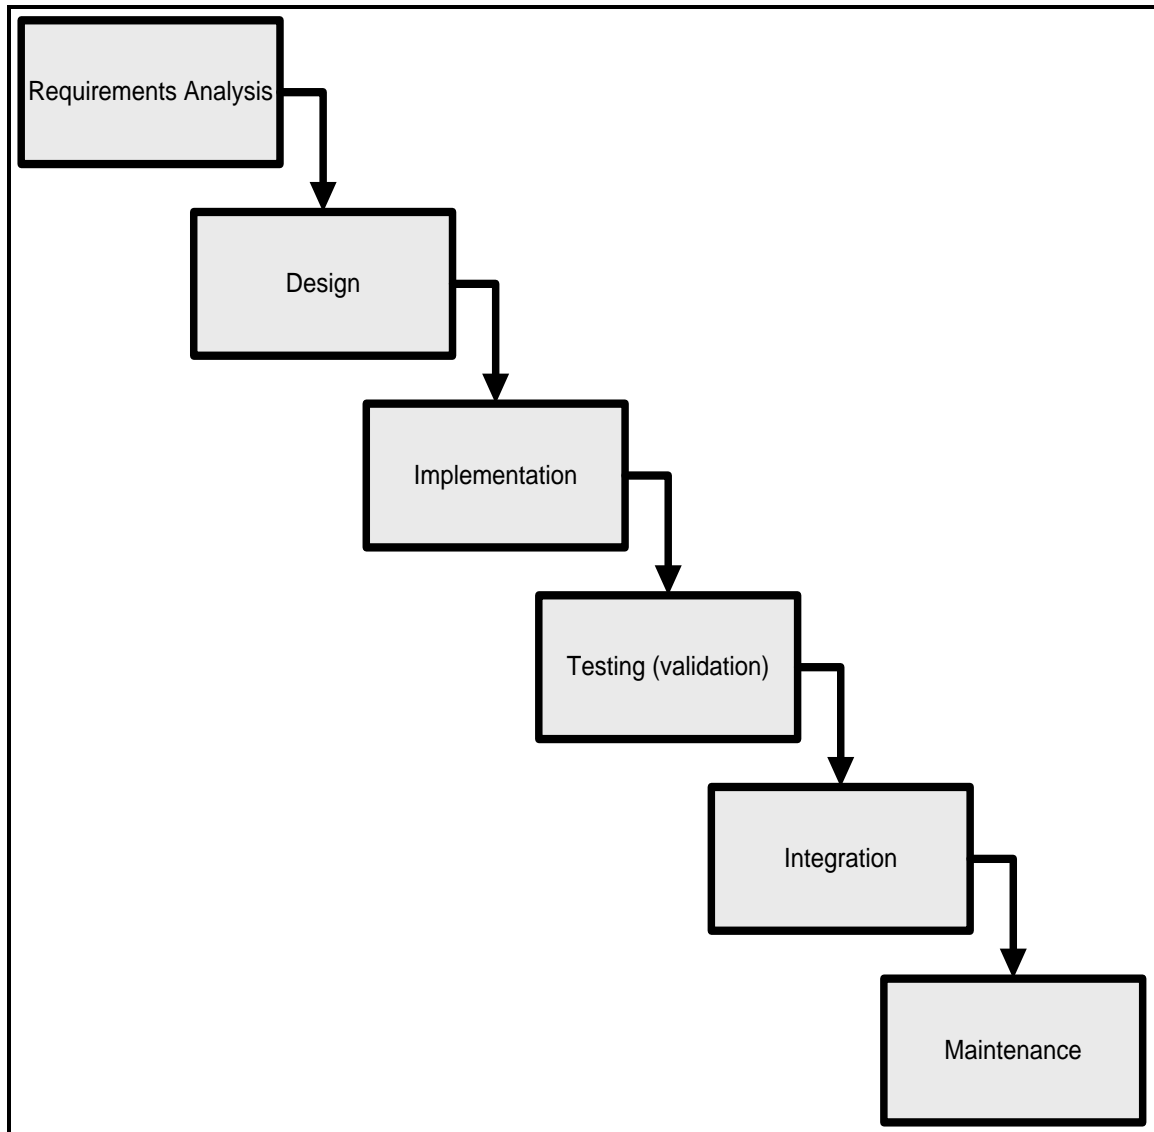 Requirements Analysis
Design
Implementation
Testing (validation)
Integration
Maintenance